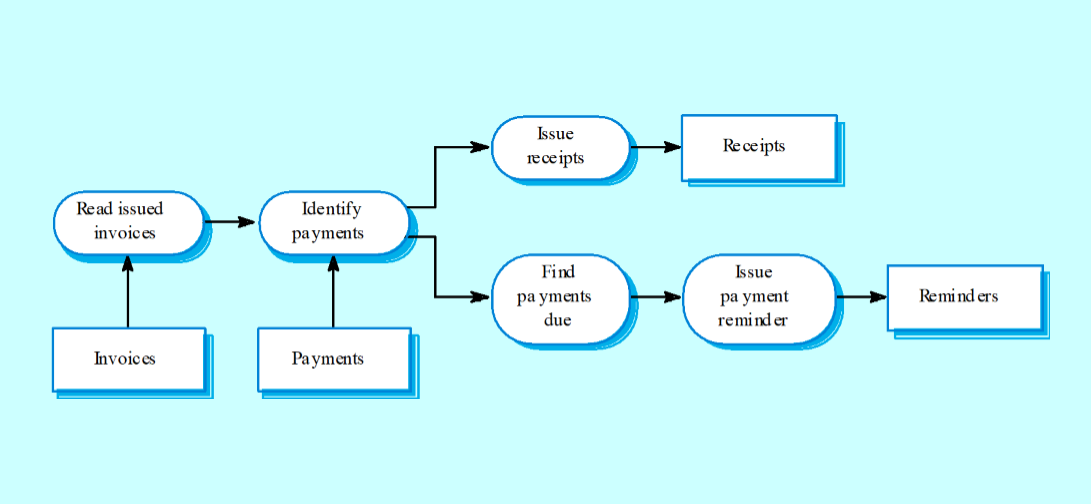 Issue
receipts
Receipts
Read issued
invoices
Identify
payments
Find
payments
due
Issue
payment
reminder
Reminders
Invoices
Payments